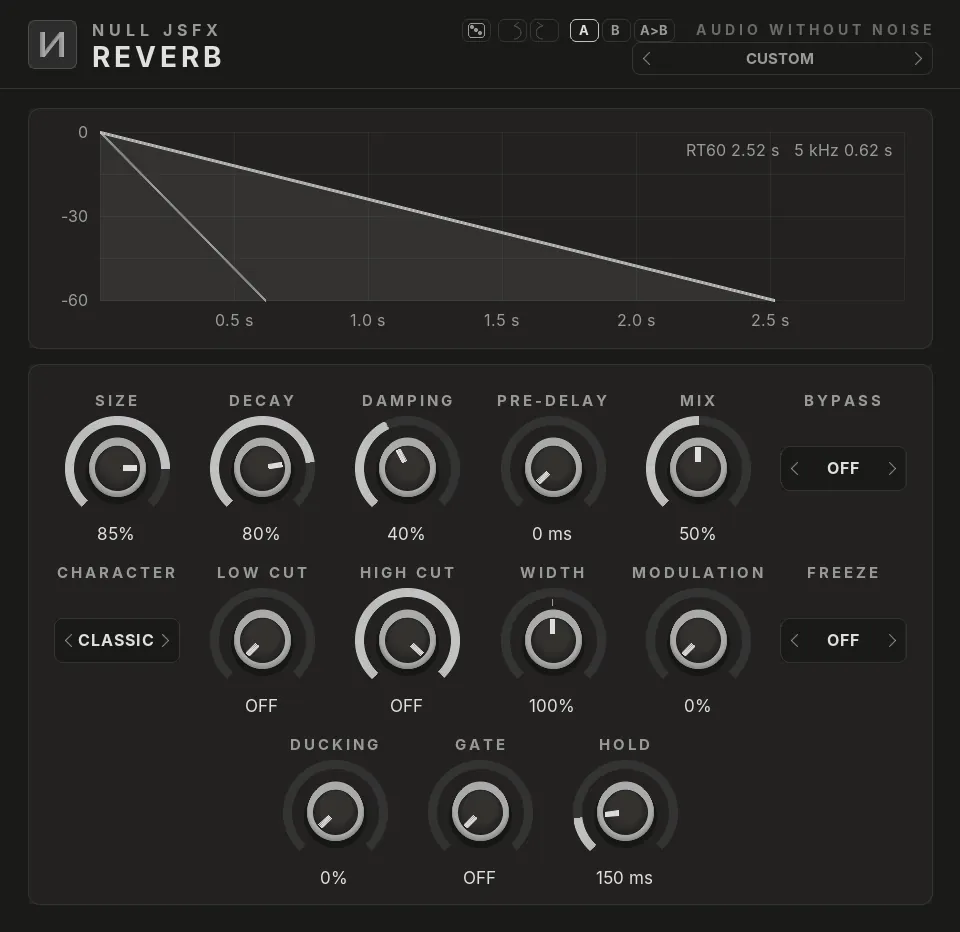 NULL JSFX
REVERB
A B A>B AUDIO WITHOUT NOISE
CUSTOM
RT60 2.52 s 5 kHz 0.62 s
0
-30
-60
0.5 s 1.0 s 1.5 s 2.0 s 2.5 s
SIZE DECAY DAMPING PRE-DELAY MIX BYPASS
OFF
85% 80% 40% 0 ms 50%
CHARACTER LOW CUT HIGH CUT WIDTH MODULATION FREEZE
CLASSIC OFF
OFF OFF 100% 0%
DUCKING GATE HOLD
0% OFF 150 ms